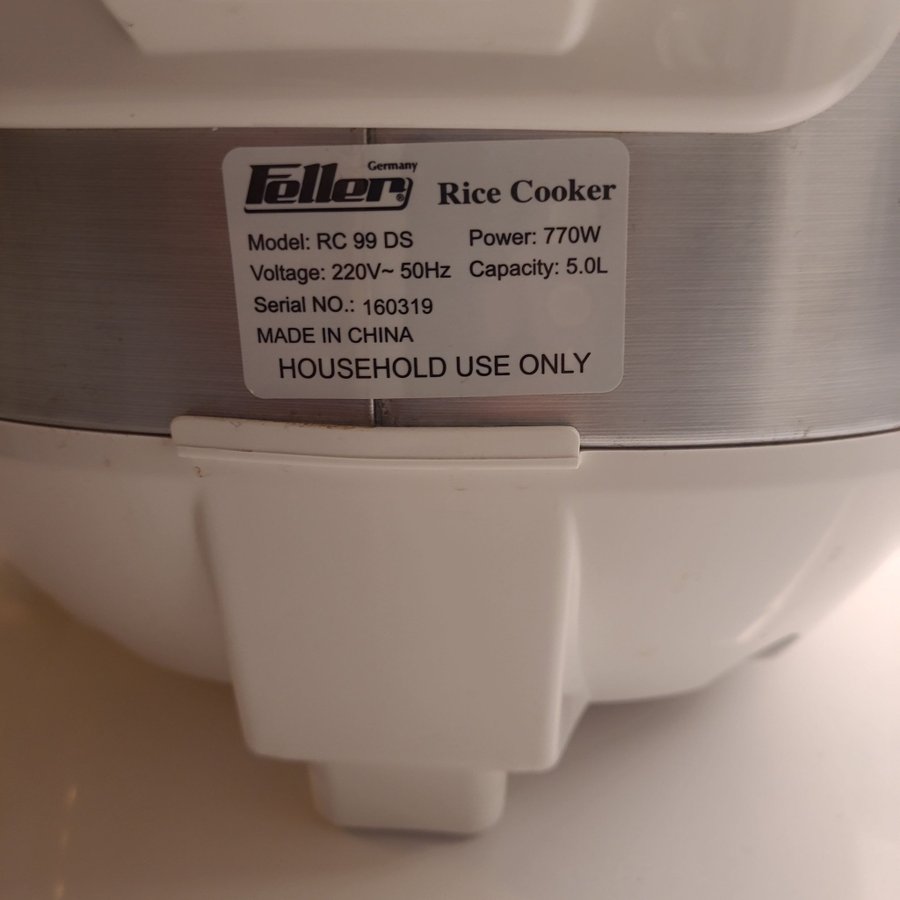 Germany
Feller® Rice Cooker
Model: RC 99 DS Power: 770W
Voltage: 220V~ 50Hz Capacity: 5.0L
Serial NO.: 160319
MADE IN CHINA
HOUSEHOLD USE ONLY